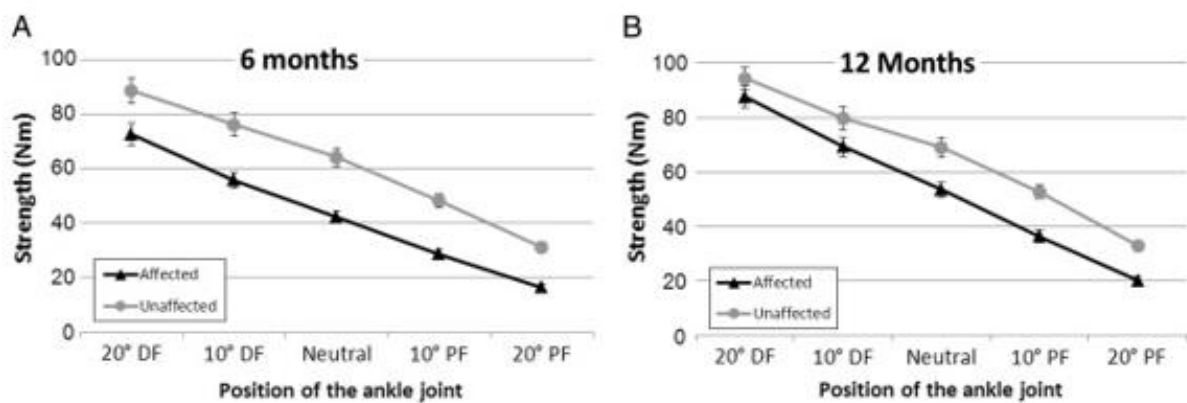 A
6 months
100
80
60
40
20
0
Strength (Nm)
Affected
Unaffected
20° DF 10° DF Neutral 10° PF 20° PF
Position of the ankle joint
B
12 Months
100
80
60
40
20
0
Strength (Nm)
Affected
Unaffected
20° DF 10° DF Neutral 10° PF 20° PF
Position of the ankle joint